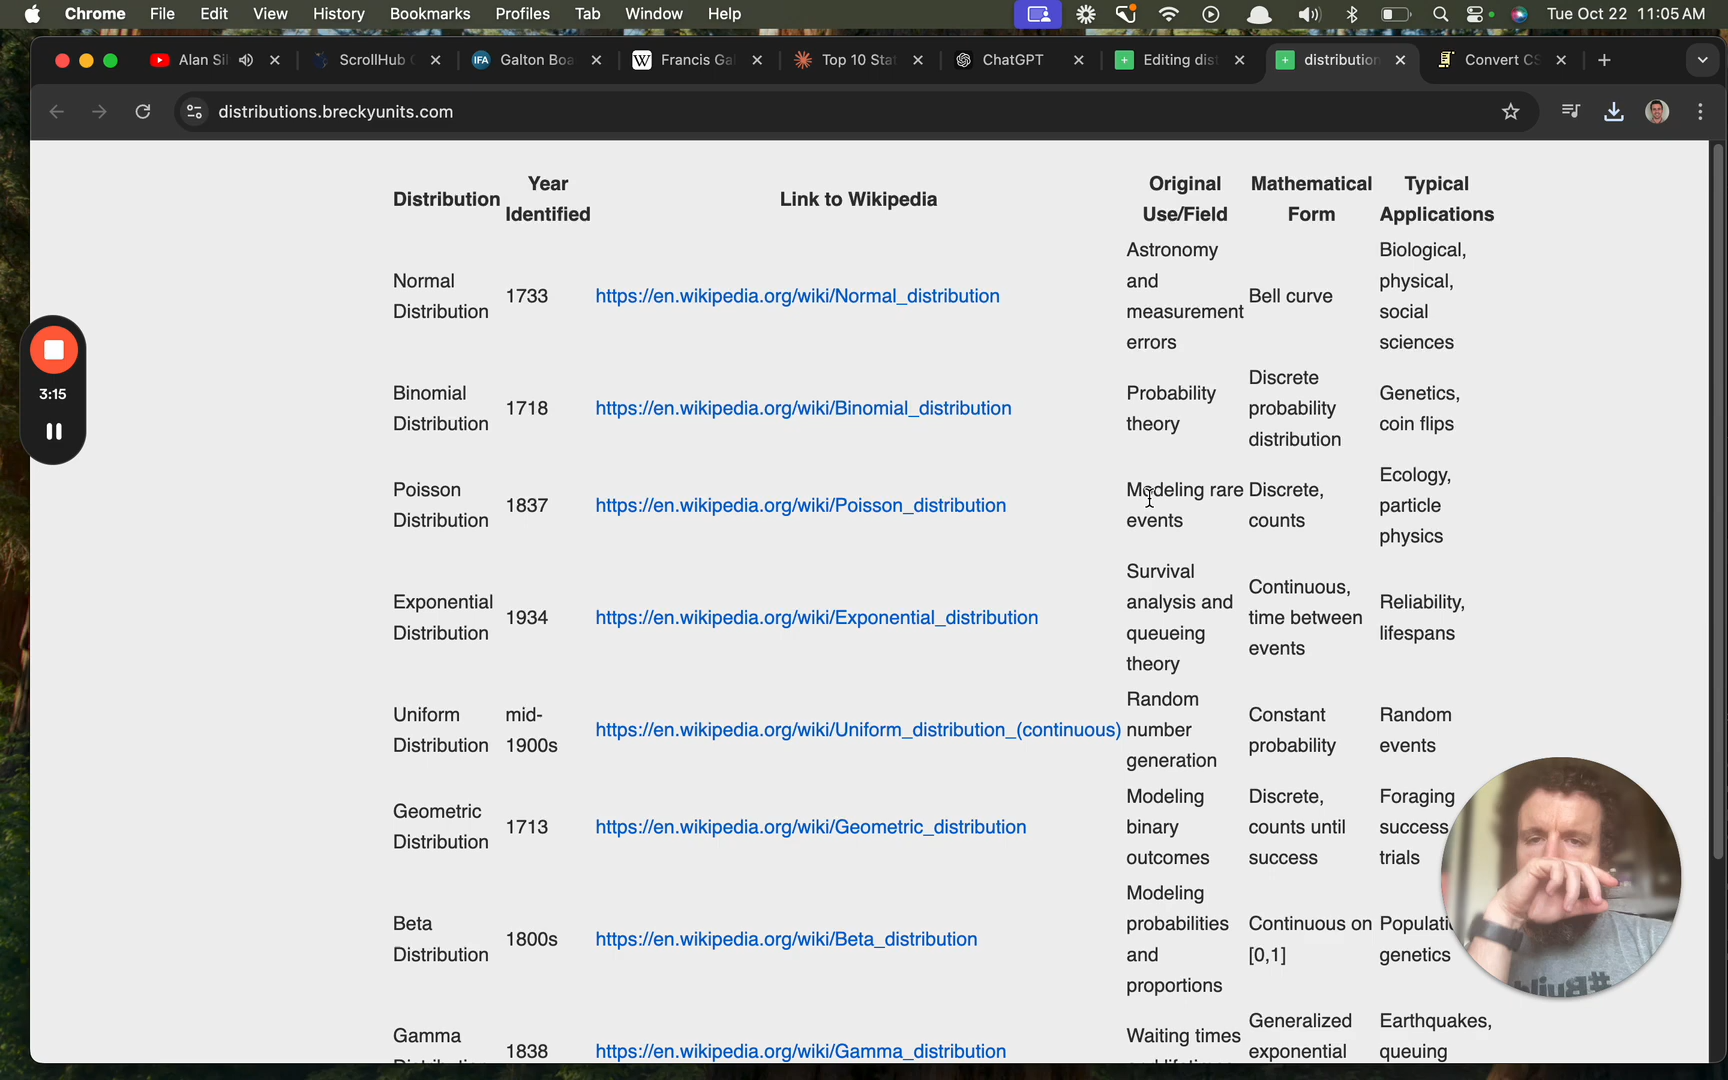 Chrome File Edit View History Bookmarks Profiles Tab Window Help Tue Oct 22 11:05 AM
Alan Sil ScrollHub Galton Boa Francis Ga Top 10 Stat ChatGPT Editing dist distribution Convert CS
IFA
distributions.breckyunits.com
Distribution Year Identified Link to Wikipedia Original Use/Field Mathematical Form Typical Applications
Normal Distribution 1733 https://en.wikipedia.org/wiki/Normal_distribution Astronomy and measurement errors Bell curve Biological, physical, social sciences
Binomial Distribution 1718 https://en.wikipedia.org/wiki/Binomial_distribution Probability theory Discrete probability distribution Genetics, coin flips
Poisson Distribution 1837 https://en.wikipedia.org/wiki/Poisson_distribution Modeling rare events Discrete, counts Ecology, particle physics
Exponential Distribution 1934 https://en.wikipedia.org/wiki/Exponential_distribution Survival analysis and queueing theory Continuous, time between events Reliability, lifespans
Uniform Distribution mid-1900s https://en.wikipedia.org/wiki/Uniform_distribution_(continuous) Random number generation Constant probability Random events
Geometric Distribution 1713 https://en.wikipedia.org/wiki/Geometric_distribution Modeling binary outcomes Discrete, counts until success Foraging success trials
Beta Distribution 1800s https://en.wikipedia.org/wiki/Beta_distribution Modeling probabilities and proportions Continuous on [0,1] genetics
Gamma 1838 https://en.wikipedia.org/wiki/Gamma_distribution Waiting times Generalized exponential Earthquakes, queuing
3:15